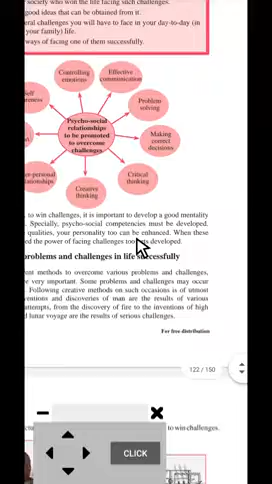 society who won the life facing such challenges.
good ideas that can be obtained from it.
eral challenges you will have to face in your day-to-day (in
your family) life.
ways of facing one of them successfully.
Controlling
emotions
Effective
communication
Self
Problem
solving
Psycho-social
relationships
to be promoted
to overcome
challenges
Making
correct
decisions
er-personal
ationships
Critical
thinking
Creative
thinking
to win challenges, it is important to develop a good mentality
Specially, psycho-social competencies must be developed.
qualities, your personality too can be enhanced. When these
ed the power of facing challenges too is developed.
problems and challenges in life successfully
ent methods to overcome various problems and challenges,
very important. Some problems and challenges may occur
Following creative methods on such occasions is of utmost
ventions and discoveries of man are the results of various
attempts, from the discovery of fire to the inventions of high
d lunar voyage are the results of serious challenges.
For free distribution
122 / 150
to win challenges.
CLICK